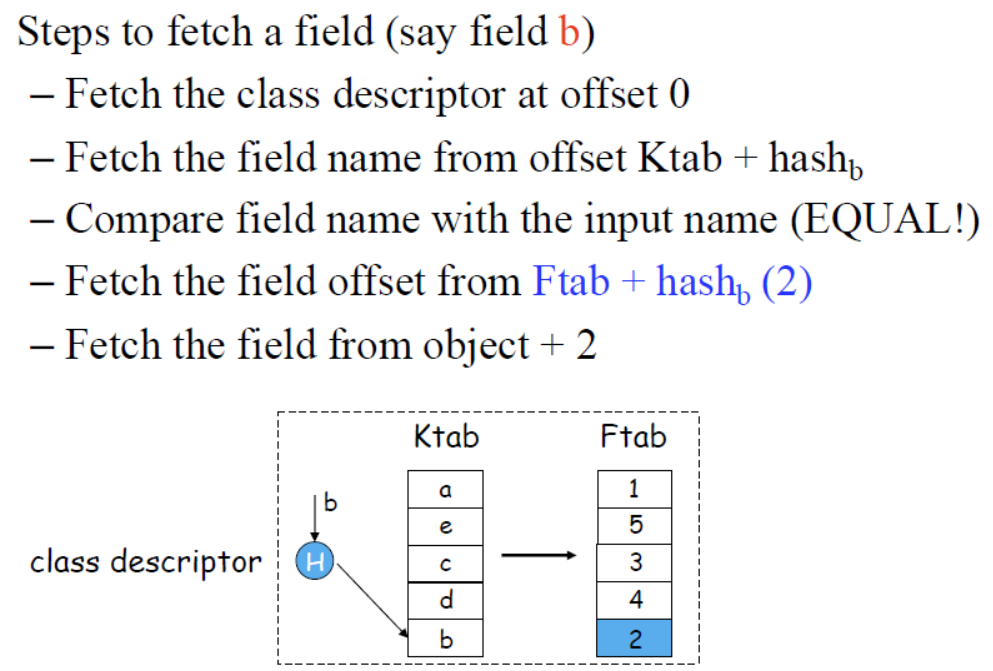 Steps to fetch a field (say field b)
– Fetch the class descriptor at offset 0
– Fetch the field name from offset Ktab + hash_b
– Compare field name with the input name (EQUAL!)
– Fetch the field offset from Ftab + hash_b (2)
– Fetch the field from object + 2
Ktab Ftab
a 1
b
e 5
class descriptor H c 3
d 4
b 2